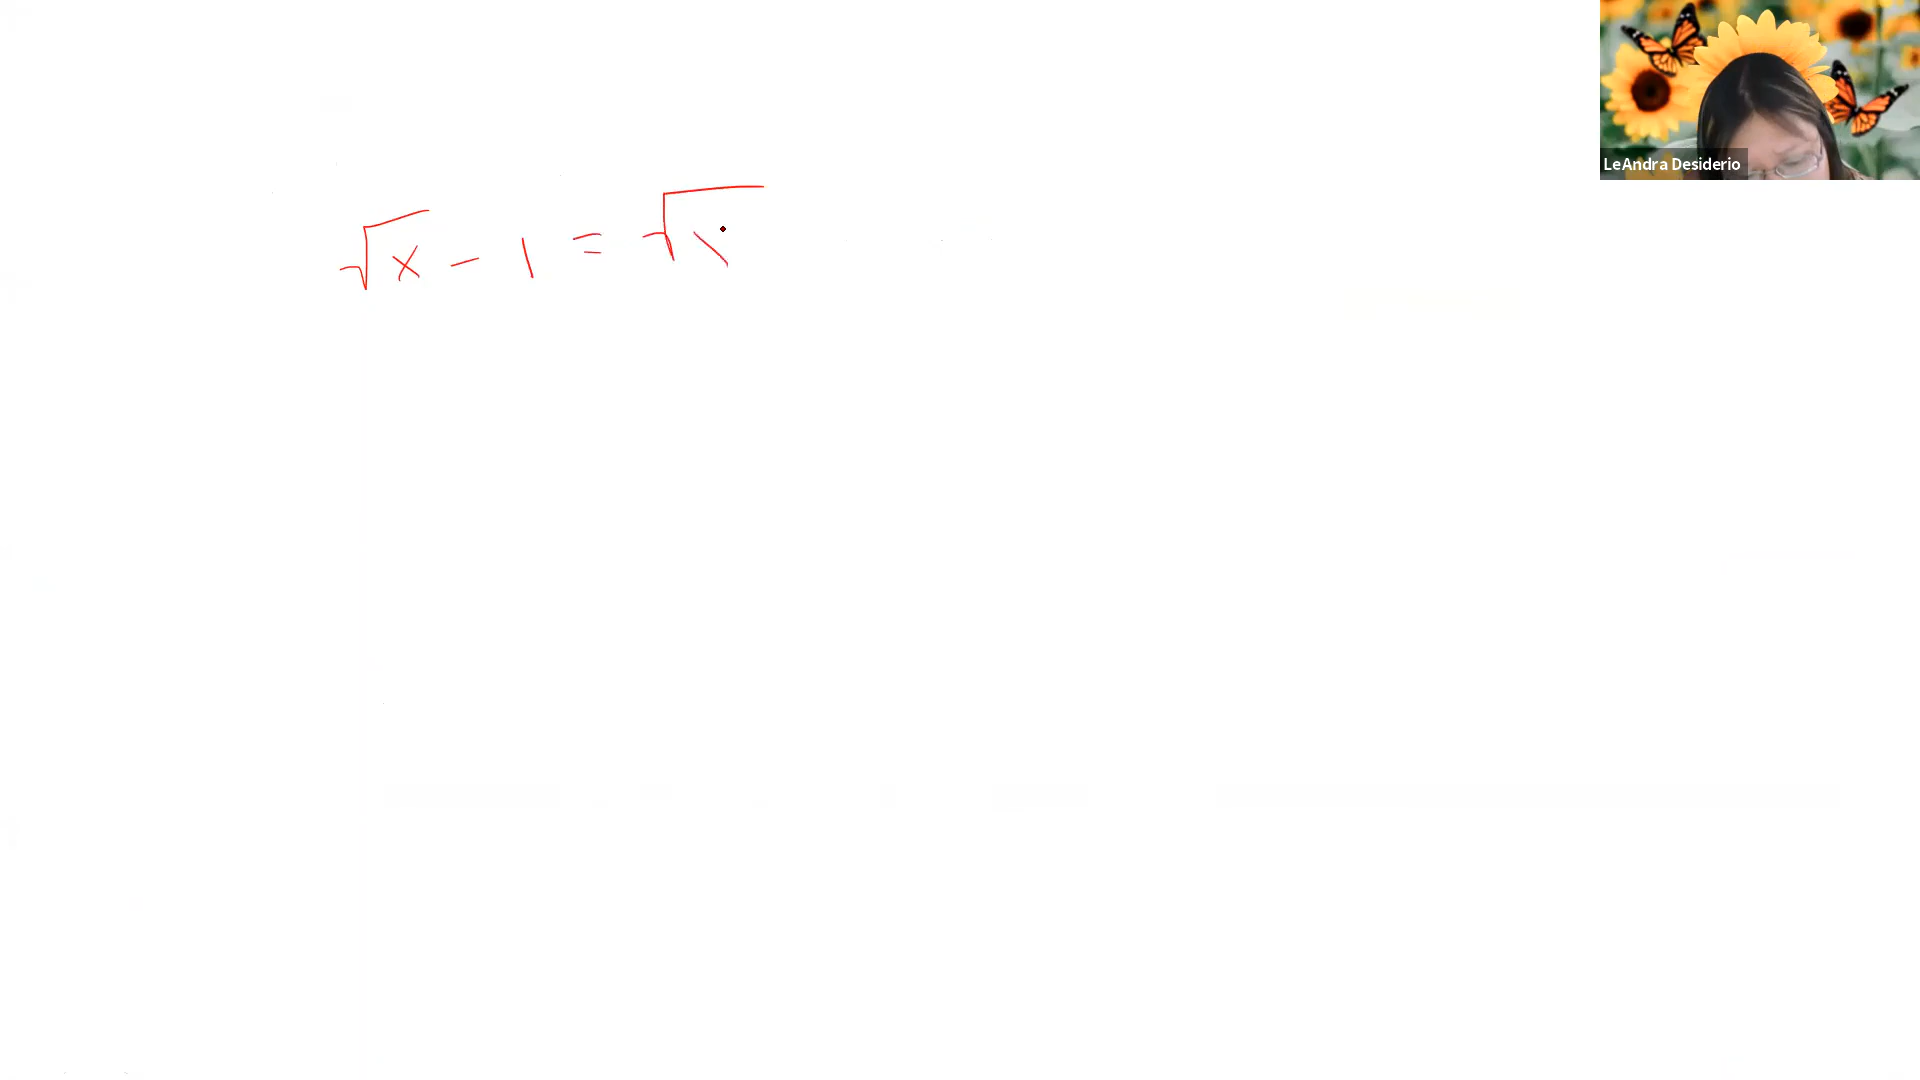 LeAndra Desiderio
√x - 1 = √